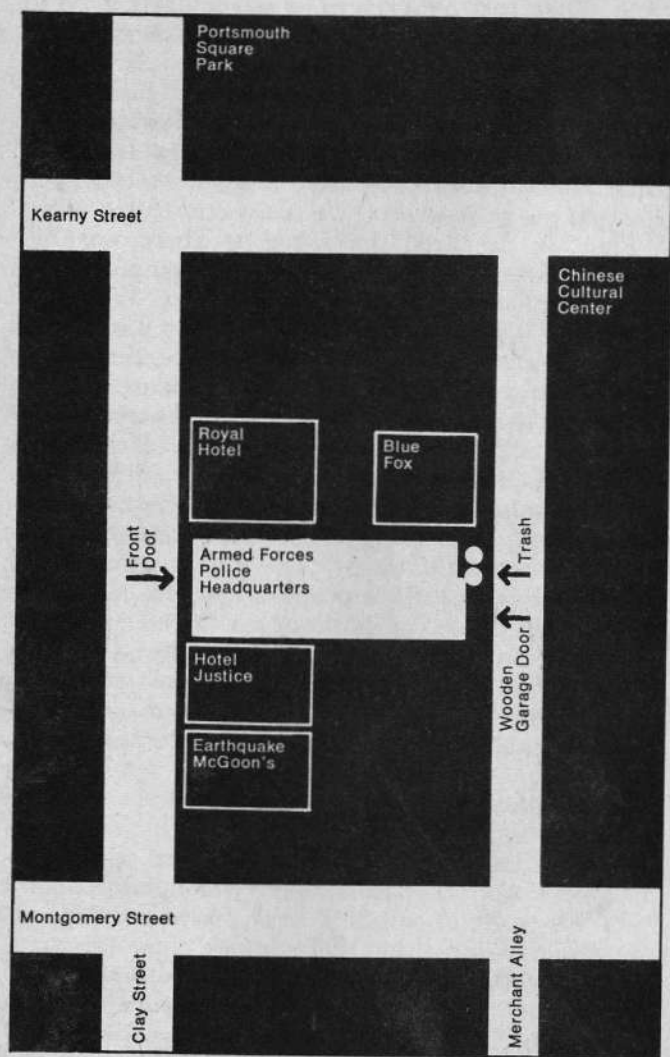 Portsmouth
Square
Park
Kearny Street
Chinese
Cultural
Center
Royal
Hotel
Blue
Fox
Front
Door
Armed Forces
Police
Headquarters
Trash
Hotel
Justice
Wooden
Garage Door
Earthquake
McGoon's
Montgomery Street
Clay Street
Merchant Alley